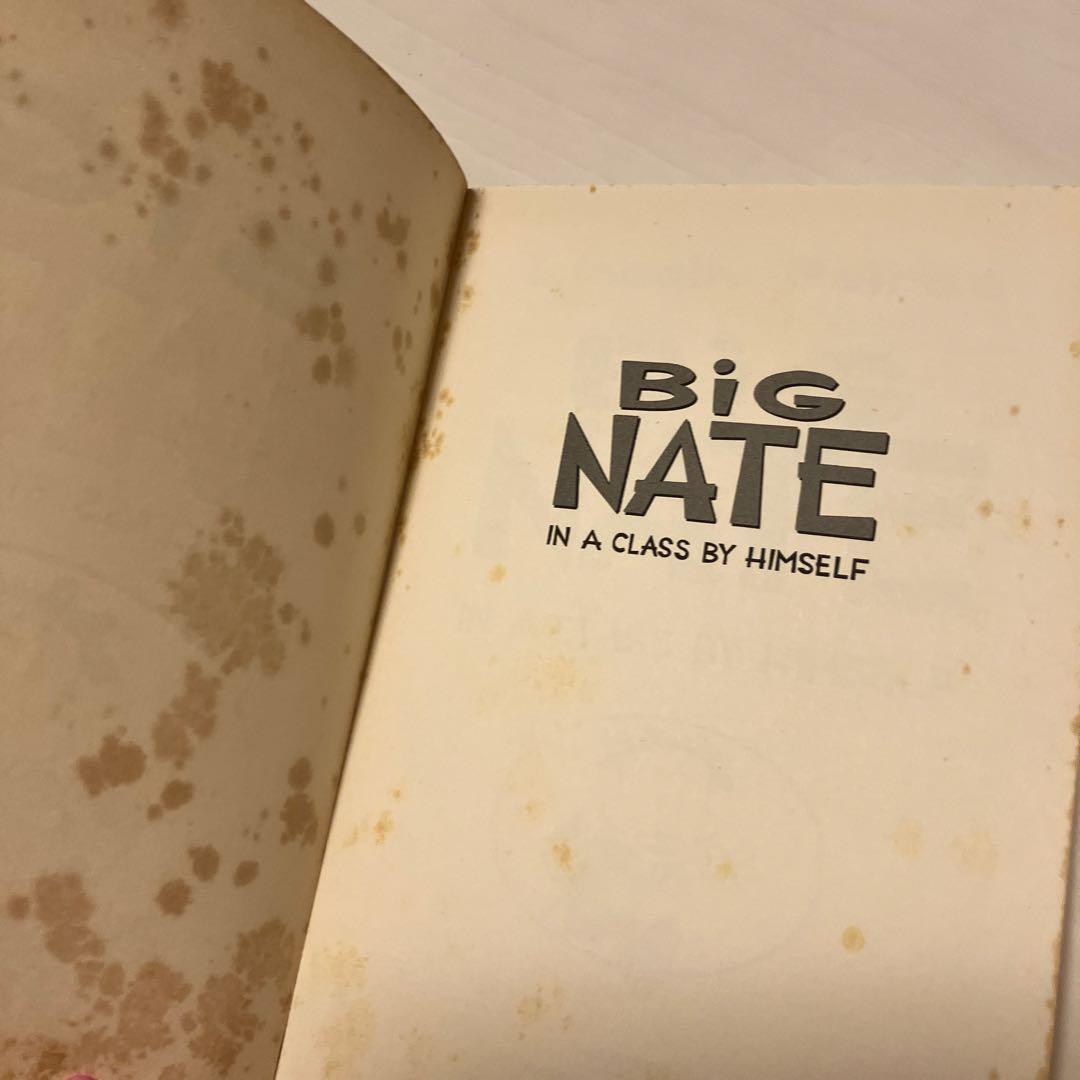 BiG
NATE
IN A CLASS BY HIMSELF